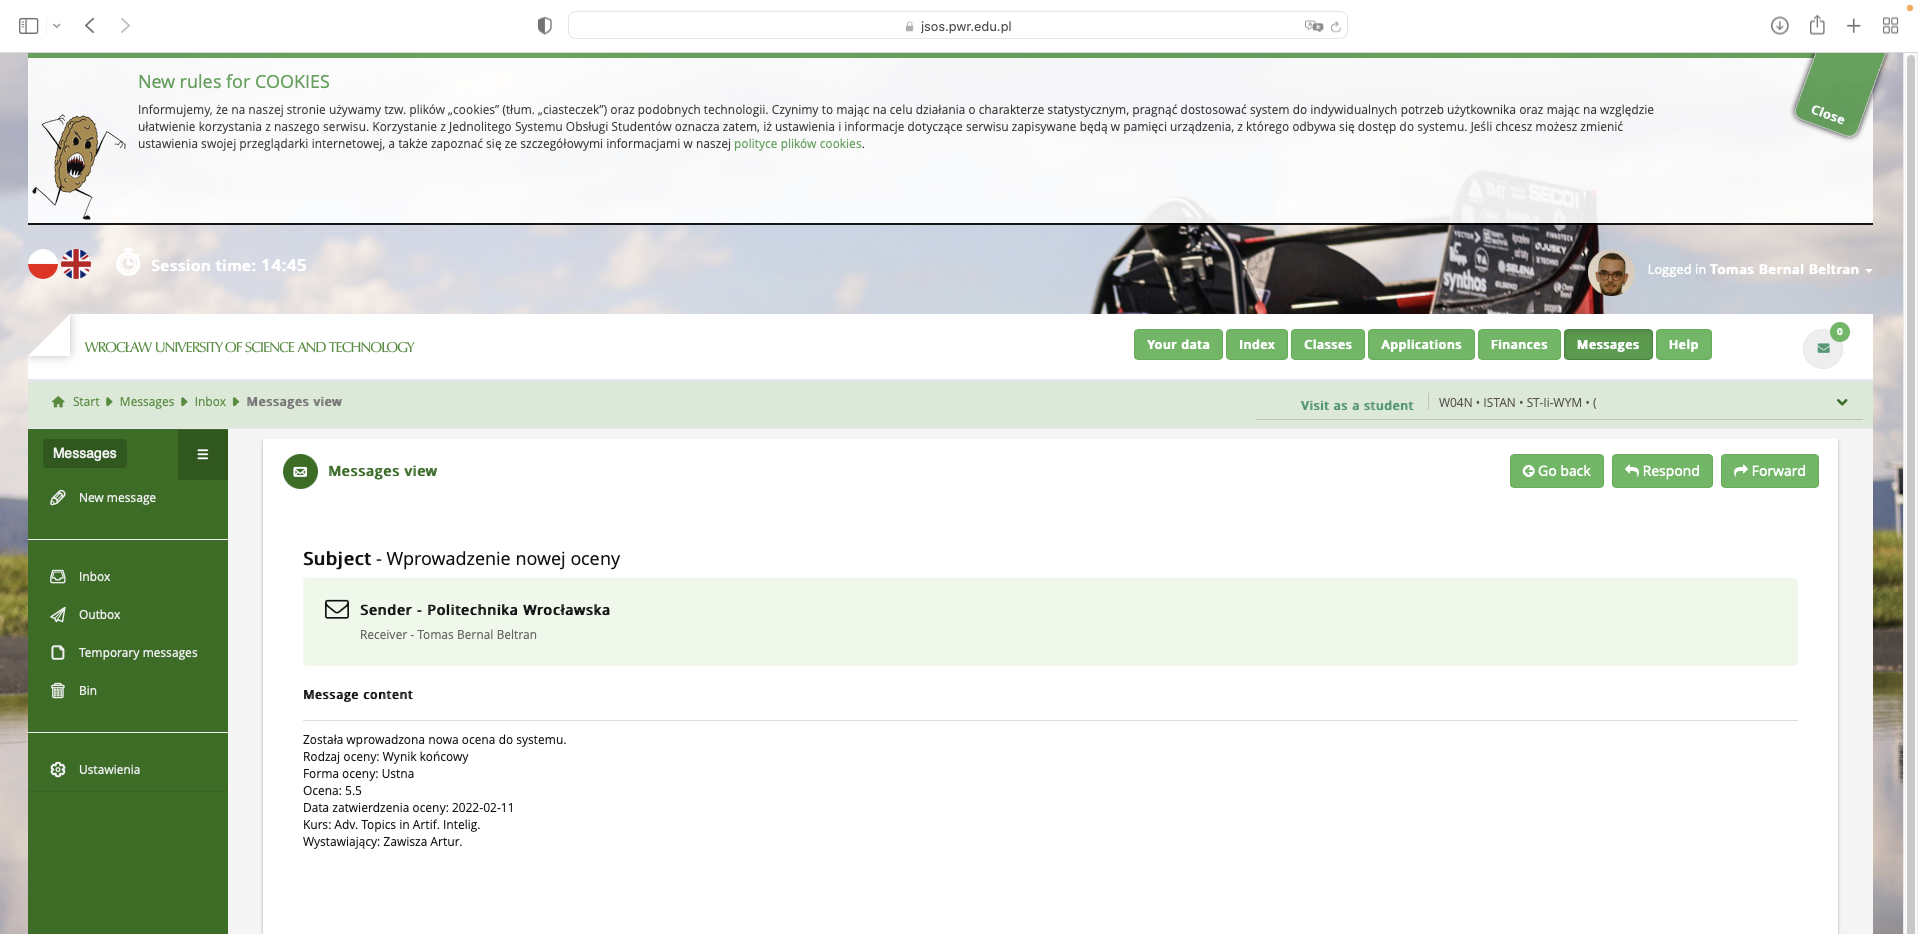 jsos.pwr.edu.pl
New rules for COOKIES
Informujemy, że na naszej stronie używamy tzw. plików „cookies” (tłum. „ciasteczek”) oraz podobnych technologii. Czynimy to mając na celu działania o charakterze statystycznym, pragnąć dostosować system do indywidualnych potrzeb użytkownika oraz mając na względzie
ułatwienie korzystania z naszego serwisu. Korzystanie z Jednolitego Systemu Obsługi Studentów oznacza zatem, iż ustawienia i informacje dotyczące serwisu zapisywane będą w pamięci urządzenia, z którego odbywa się dostęp do systemu. Jeśli chcesz możesz zmienić
ustawienia swojej przeglądarki internetowej, a także zapoznać się ze szczegółowymi informacjami w naszej polityce plików cookies.
Close
TMT SECO
synthos
SELENA
JUSKY
Session time: 14:45
Logged in Tomas Bernal Beltran
WROCŁAW UNIVERSITY OF SCIENCE AND TECHNOLOGY
Your data Index Classes Applications Finances Messages Help
0
Start Messages Inbox Messages view
Visit as a student W04N • ISTAN • ST-Ii-WYM • (
Messages
New message
Inbox
Outbox
Temporary messages
Bin
Ustawienia
Messages view
Go back Respond Forward
Subject - Wprowadzenie nowej oceny
Sender - Politechnika Wrocławska
Receiver - Tomas Bernal Beltran
Message content
Została wprowadzona nowa ocena do systemu.
Rodzaj oceny: Wynik końcowy
Forma oceny: Ustna
Ocena: 5.5
Data zatwierdzenia oceny: 2022-02-11
Kurs: Adv. Topics in Artif. Intelig.
Wystawiający: Zawisza Artur.